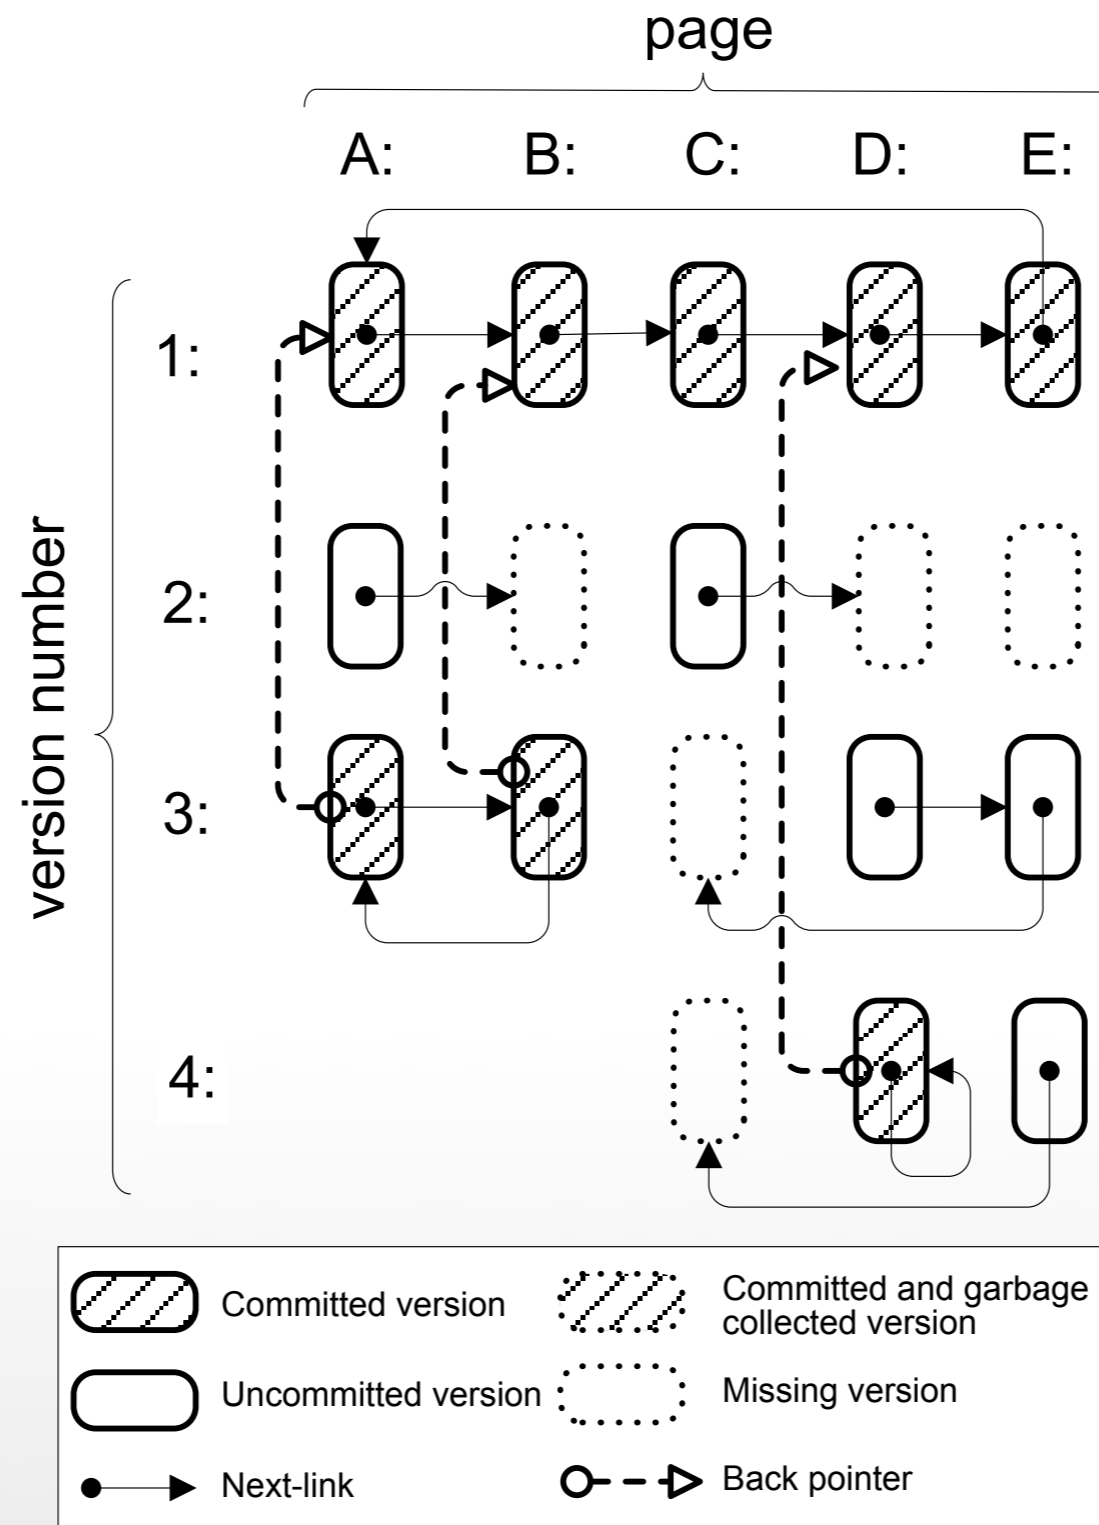 page
A: B: C: D: E:
version number
1:
2:
3:
4:
Committed version
Committed and garbage
collected version
Uncommitted version
Missing version
Next-link
Back pointer